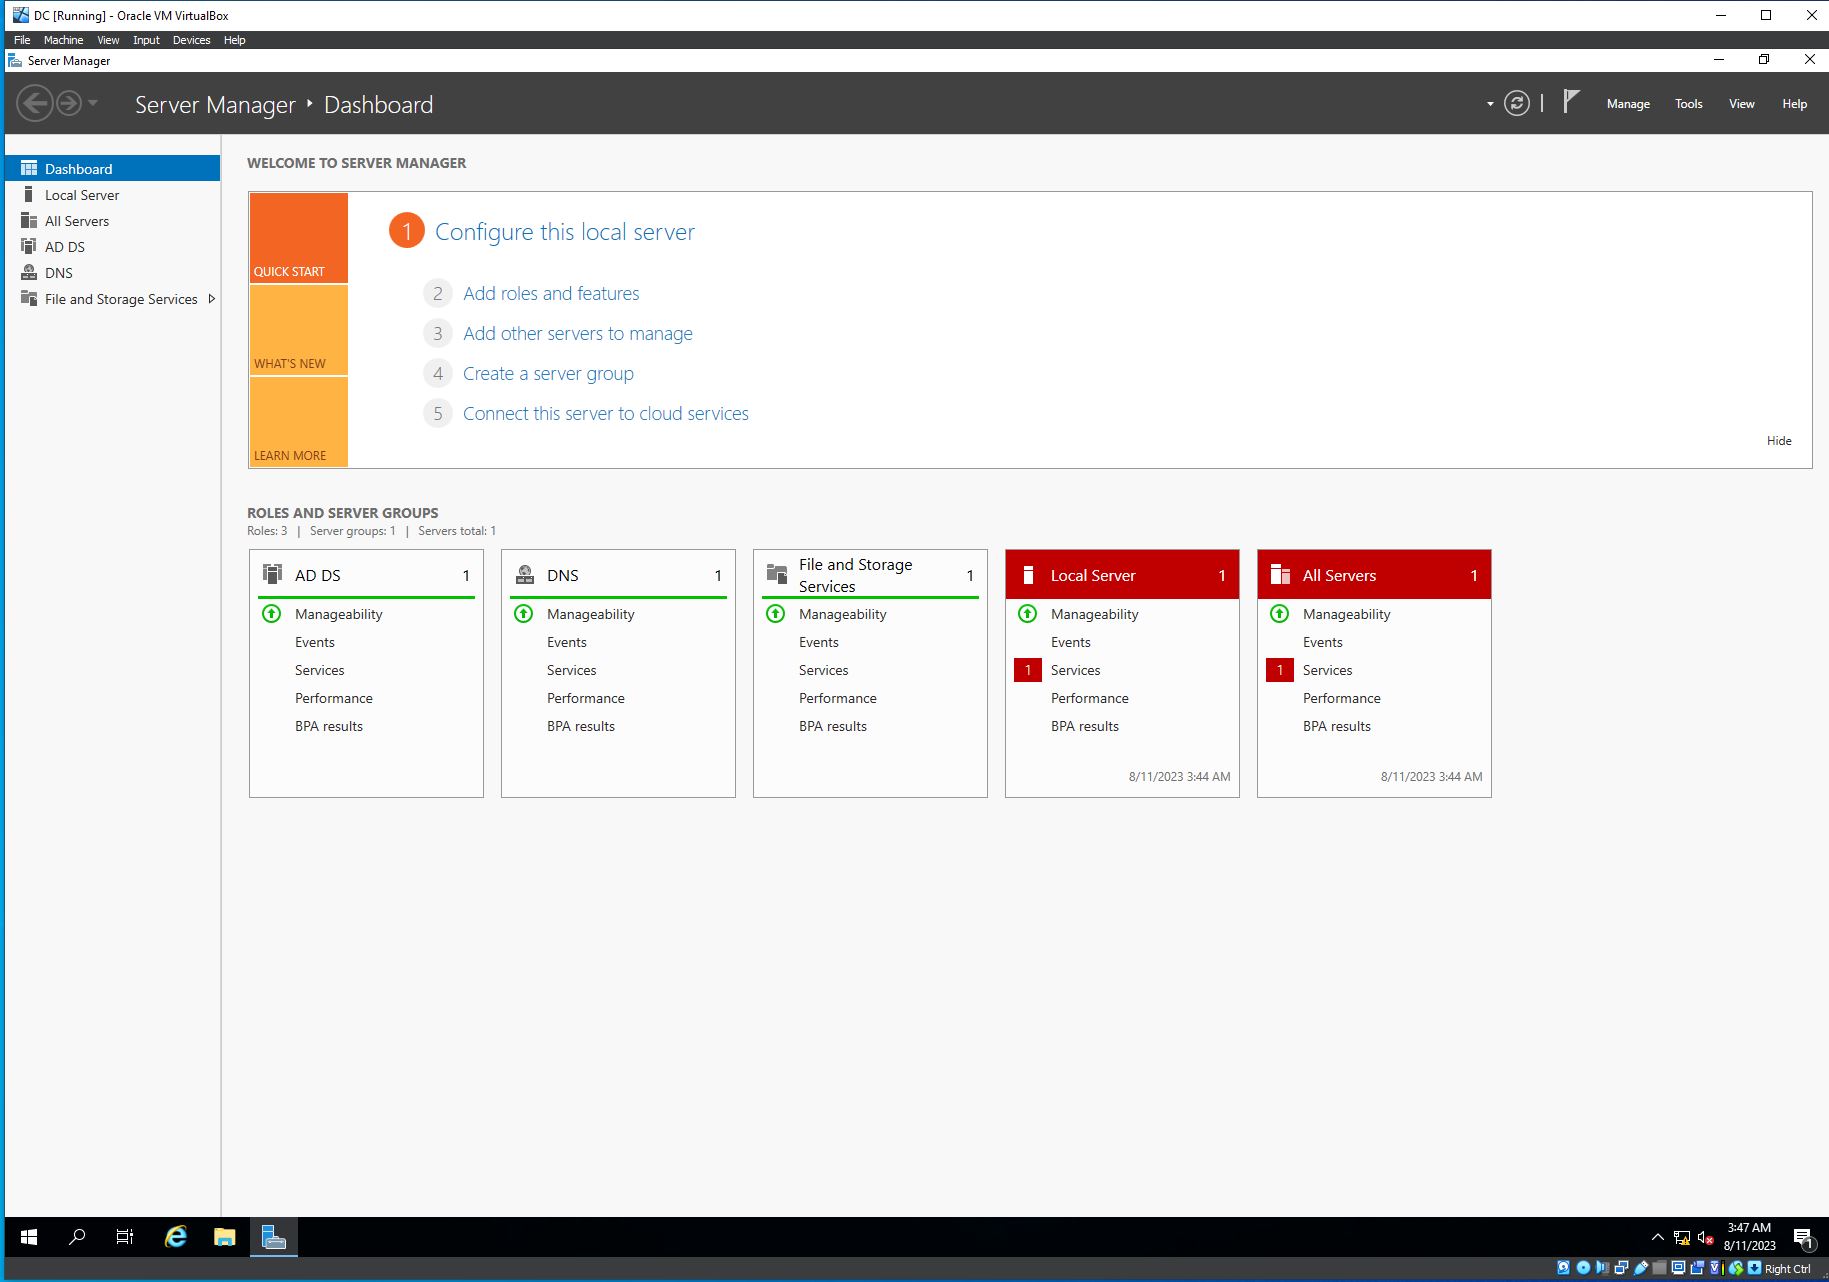 DC [Running] - Oracle VM VirtualBox
File Machine View Input Devices Help
Server Manager
Server Manager Dashboard
Manage Tools View Help
Dashboard
Local Server
All Servers
AD DS
DNS
File and Storage Services
WELCOME TO SERVER MANAGER
QUICK START
WHAT'S NEW
LEARN MORE
1 Configure this local server
2 Add roles and features
3 Add other servers to manage
4 Create a server group
5 Connect this server to cloud services
Hide
ROLES AND SERVER GROUPS
Roles: 3 | Server groups: 1 | Servers total: 1
AD DS 1
Manageability
Events
Services
Performance
BPA results
DNS 1
Manageability
Events
Services
Performance
BPA results
File and Storage
Services 1
Manageability
Events
Services
Performance
BPA results
Local Server 1
Manageability
Events
1 Services
Performance
BPA results
8/11/2023 3:44 AM
All Servers 1
Manageability
Events
1 Services
Performance
BPA results
8/11/2023 3:44 AM
3:47 AM
8/11/2023
1
Right Ctrl